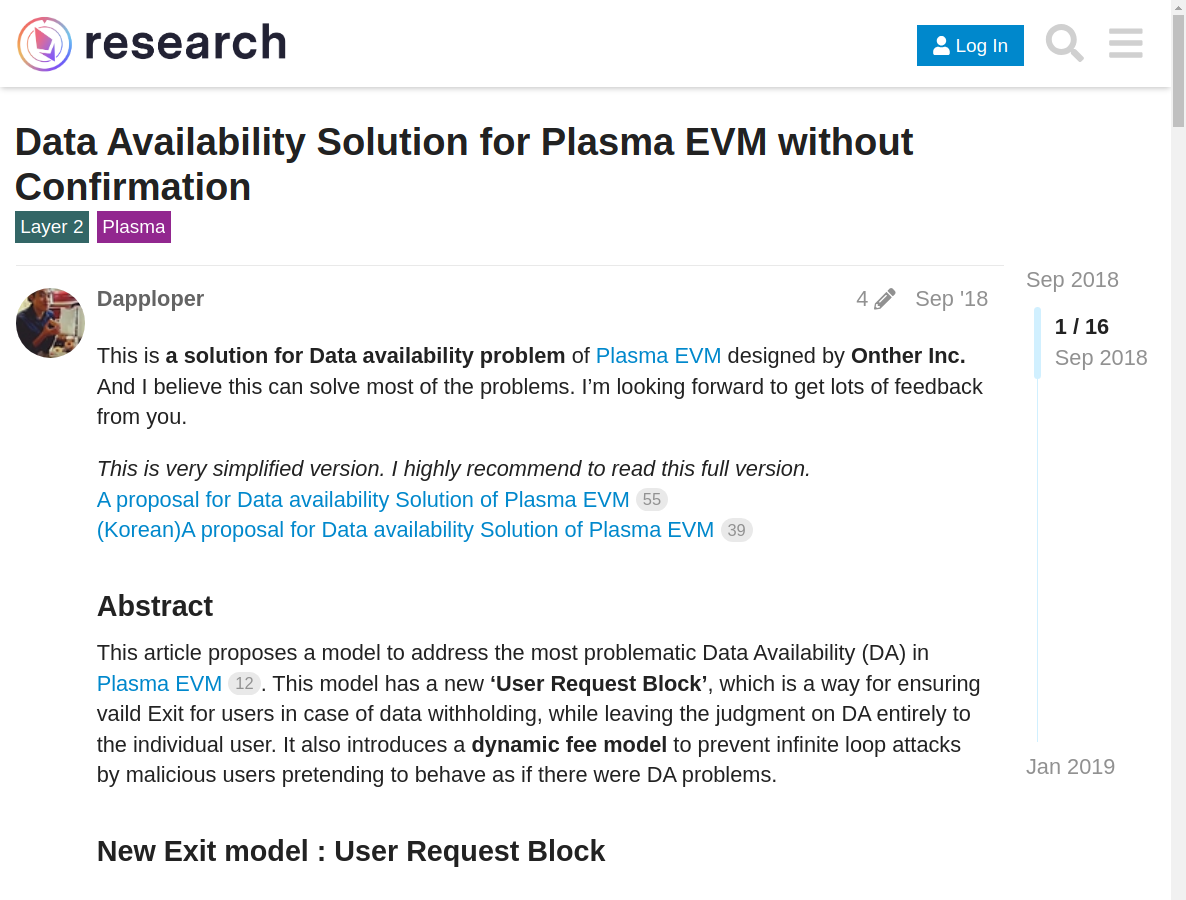 research
Log In
Data Availability Solution for Plasma EVM without
Confirmation
Layer 2 Plasma
Sep 2018
Dapploper 4 Sep '18
1 / 16
Sep 2018
This is a solution for Data availability problem of Plasma EVM designed by Onther Inc.
And I believe this can solve most of the problems. I’m looking forward to get lots of feedback
from you.
This is very simplified version. I highly recommend to read this full version.
A proposal for Data availability Solution of Plasma EVM 55
(Korean)A proposal for Data availability Solution of Plasma EVM 39
Abstract
This article proposes a model to address the most problematic Data Availability (DA) in
Plasma EVM 12. This model has a new ‘User Request Block’, which is a way for ensuring
vaild Exit for users in case of data withholding, while leaving the judgment on DA entirely to
the individual user. It also introduces a dynamic fee model to prevent infinite loop attacks
by malicious users pretending to behave as if there were DA problems.
Jan 2019
New Exit model : User Request Block